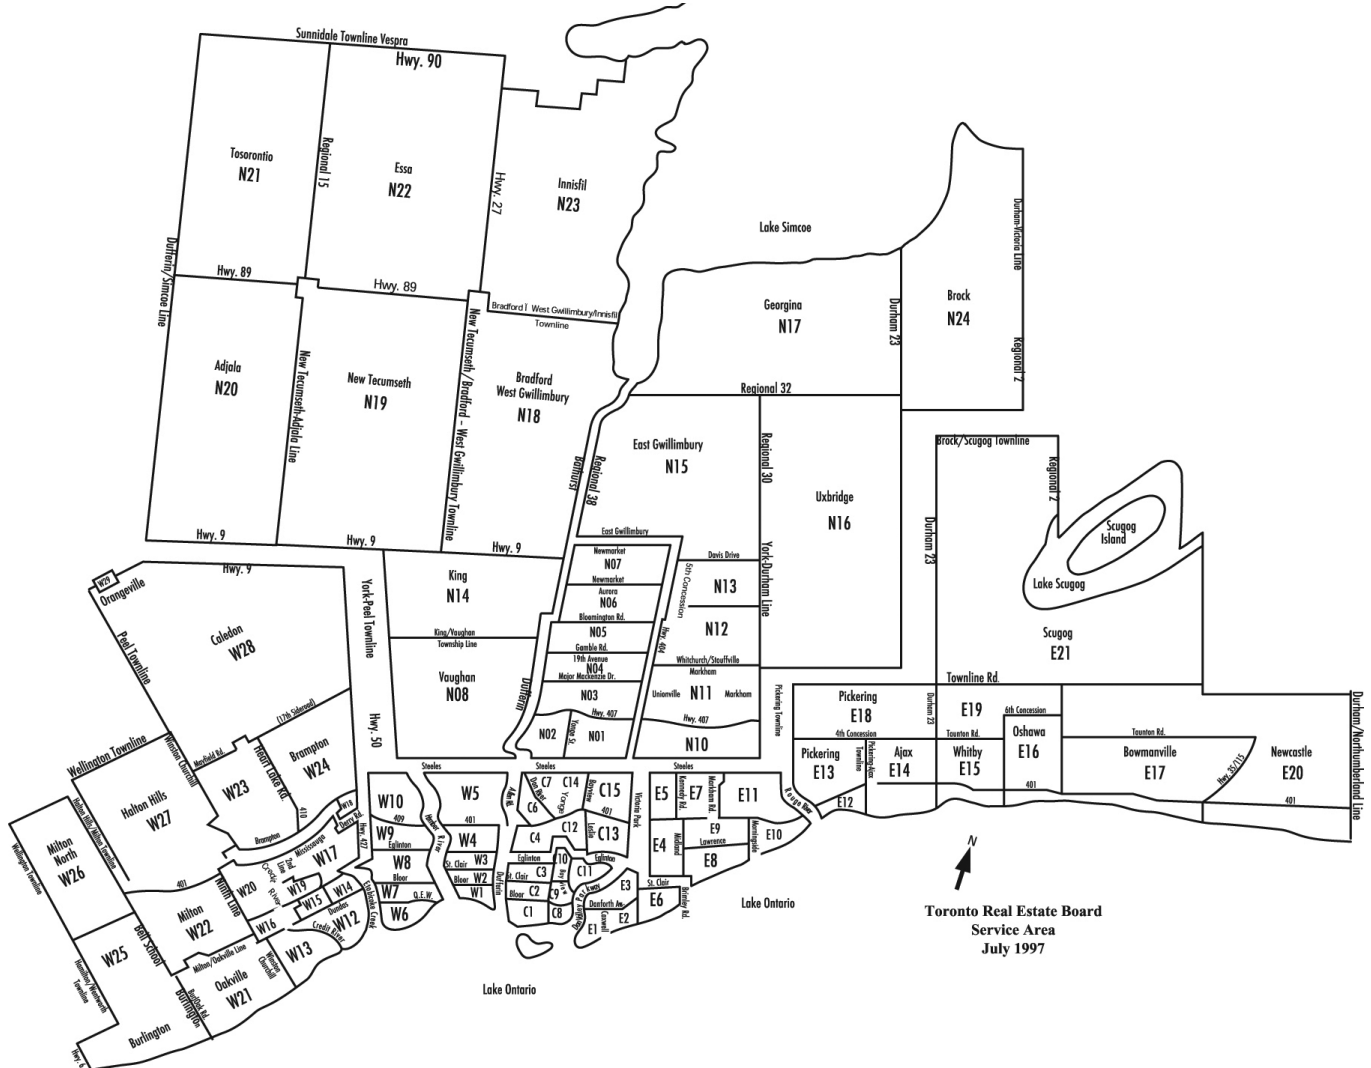 Sunnidale Townline Vespra
Hwy. 90
Tosorontio
N21
Regional 15
Essa
N22
Hwy. 27
Innisfil
N23
Lake Simcoe
Dufferin/Simcoe Line
Hwy. 89
Hwy. 89
Bradford
West Gwillimbury/Innisfil
Townline
Georgina
N17
Durham 23
Brock
N24
Durham-Victoria Line
Regional 2
Adjala
N20
New Tecumseth-Adjala Line
New Tecumseth
N19
New Tecumseth/Bradford – West Gwillimbury Townline
Bradford
West Gwillimbury
N18
Regional 32
East Gwillimbury
N15
Bathurst
Regional 38
Regional 30
Uxbridge
N16
York-Durham Line
Brock/Scugog Townline
Regional 2
Durham 23
Scugog
Island
Lake Scugog
Scugog
E21
Hwy. 9
Hwy. 9
Hwy. 9
Hwy. 9
W29
Orangeville
Peel Townline
Caledon
W28
York-Peel Townline
Hwy. 50
King
N14
King/Vaughan
Township Line
Vaughan
N08
Dufferin
East Gwillimbury
Newmarket
N07
Newmarket
Aurora
N06
Bloomington Rd.
N05
Gamble Rd.
19th Avenue
N04
Major Mackenzie Dr.
N03
Hwy. 407
N02
Yonge St.
N01
5th Concession
Hwy. 404
Davis Drive
N13
N12
Whitchurch/Stouffville
Markham
Unionville
N11
Markham
Hwy. 407
N10
Pickering Townline
Townline Rd.
Pickering
E18
Durham 23
E19
6th Concession
4th Concession
Taunton Rd.
Taunton Rd.
Pickering
E13
Townline
Pickering-Ajax
Ajax
E14
Whitby
E15
Oshawa
E16
Bowmanville
E17
Hwy. 35/115
Newcastle
E20
401
401
Durham/Northumberland Line
(17th Sideroad)
Wellington Townline
Winston Churchill
Mayfield Rd.
Heart Lake Rd.
Brampton
W24
W23
410
Halton Hills
W27
Halton Hills/Milton Townline
Wellington Townline
Milton
North
W26
Brampton
Mississauga
W18
Derry Rd.
Hwy. 427
2nd Line
W17
Credit River
401
Ninth Line
W20
W19
W15
W14
Dundas
W16
W12
Credit River
W13
Milton
W22
Bell School
W25
Hamilton/Wentworth
Townline
Milton/Oakville Line
Winston Churchill
Oakville
W21
Burloak Rd.
Burlington
Burlington
Hwy. 6
Etobicoke Creek
Steeles
Steeles
Steeles
W10
409
W9
Eglinton
W8
Bloor
W7
Q.E.W.
W6
Humber River
W5
401
W4
St. Clair
W3
Bloor
W2
W1
Dufferin
C7
C14
C15
Yonge
Bayview
C6
401
C4
C12
Leslie
C13
Eglinton
C10
Eglinton
St. Clair
C3
C11
Bayview
Bloor
C2
C9
C1
C8
Victoria Park
E5
Kennedy Rd.
E7
Markham Rd.
E11
Rouge River
E12
E4
Midland
E9
Lawrence
E8
Morningside
E10
E3
Danforth Ave.
Coxwell
E2
E1
St. Clair
E6
Brimley Rd.
Lake Ontario
Lake Ontario
N
Toronto Real Estate Board
Service Area
July 1997